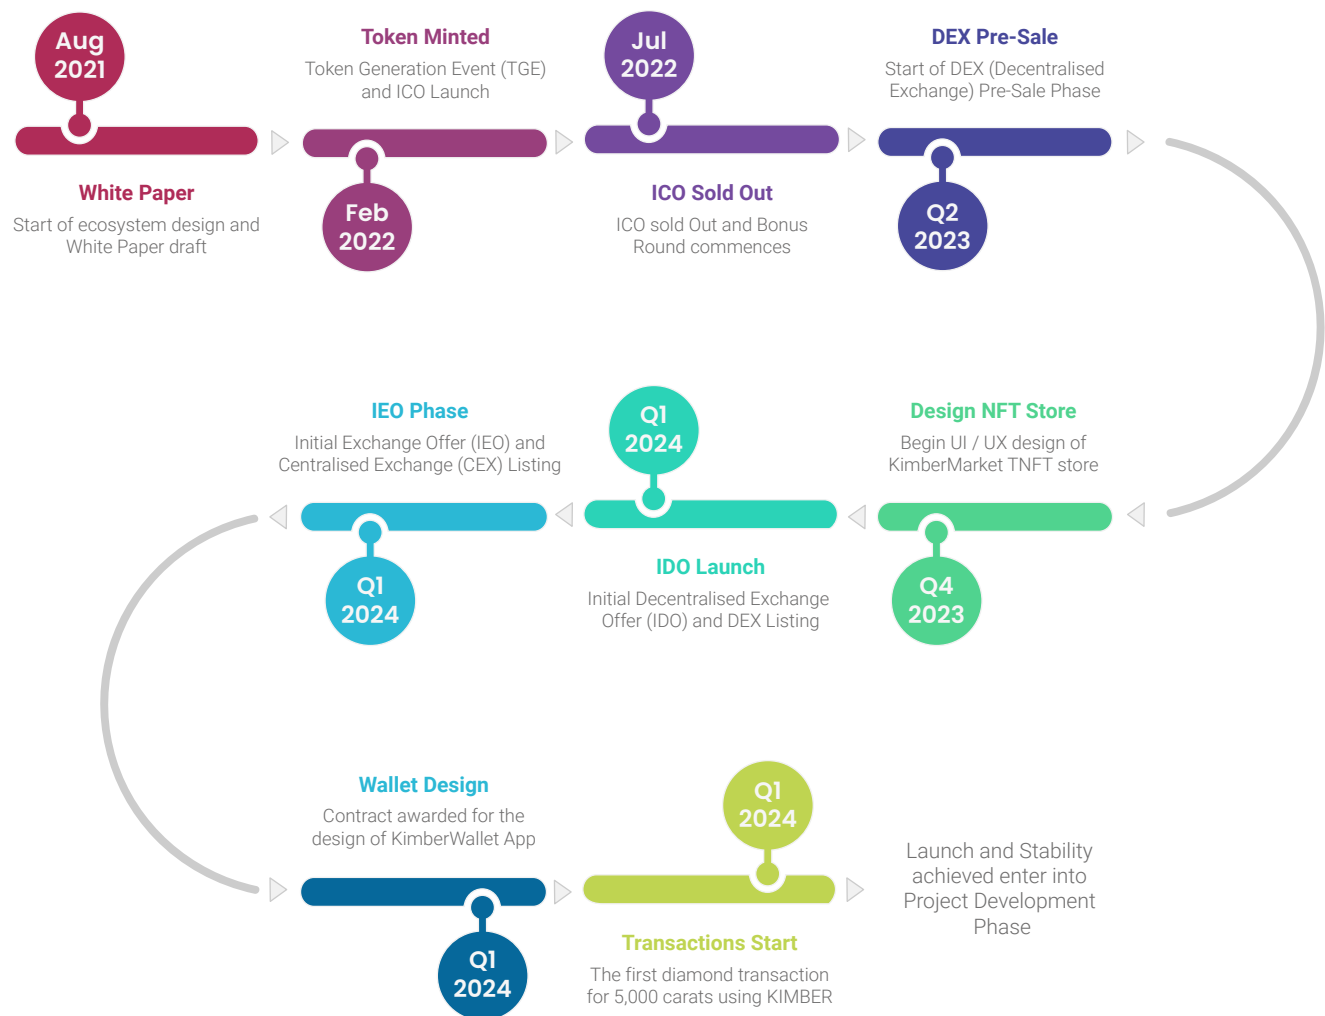 Aug
2021
White Paper
Start of ecosystem design and
White Paper draft
Token Minted
Token Generation Event (TGE)
and ICO Launch
Feb
2022
Jul
2022
ICO Sold Out
ICO sold Out and Bonus
Round commences
DEX Pre-Sale
Start of DEX (Decentralised
Exchange) Pre-Sale Phase
Q2
2023
Design NFT Store
Begin UI / UX design of
KimberMarket TNFT store
Q4
2023
Q1
2024
IDO Launch
Initial Decentralised Exchange
Offer (IDO) and DEX Listing
IEO Phase
Initial Exchange Offer (IEO) and
Centralised Exchange (CEX) Listing
Q1
2024
Wallet Design
Contract awarded for the
design of KimberWallet App
Q1
2024
Q1
2024
Transactions Start
The first diamond transaction
for 5,000 carats using KIMBER
Launch and Stability
achieved enter into
Project Development
Phase